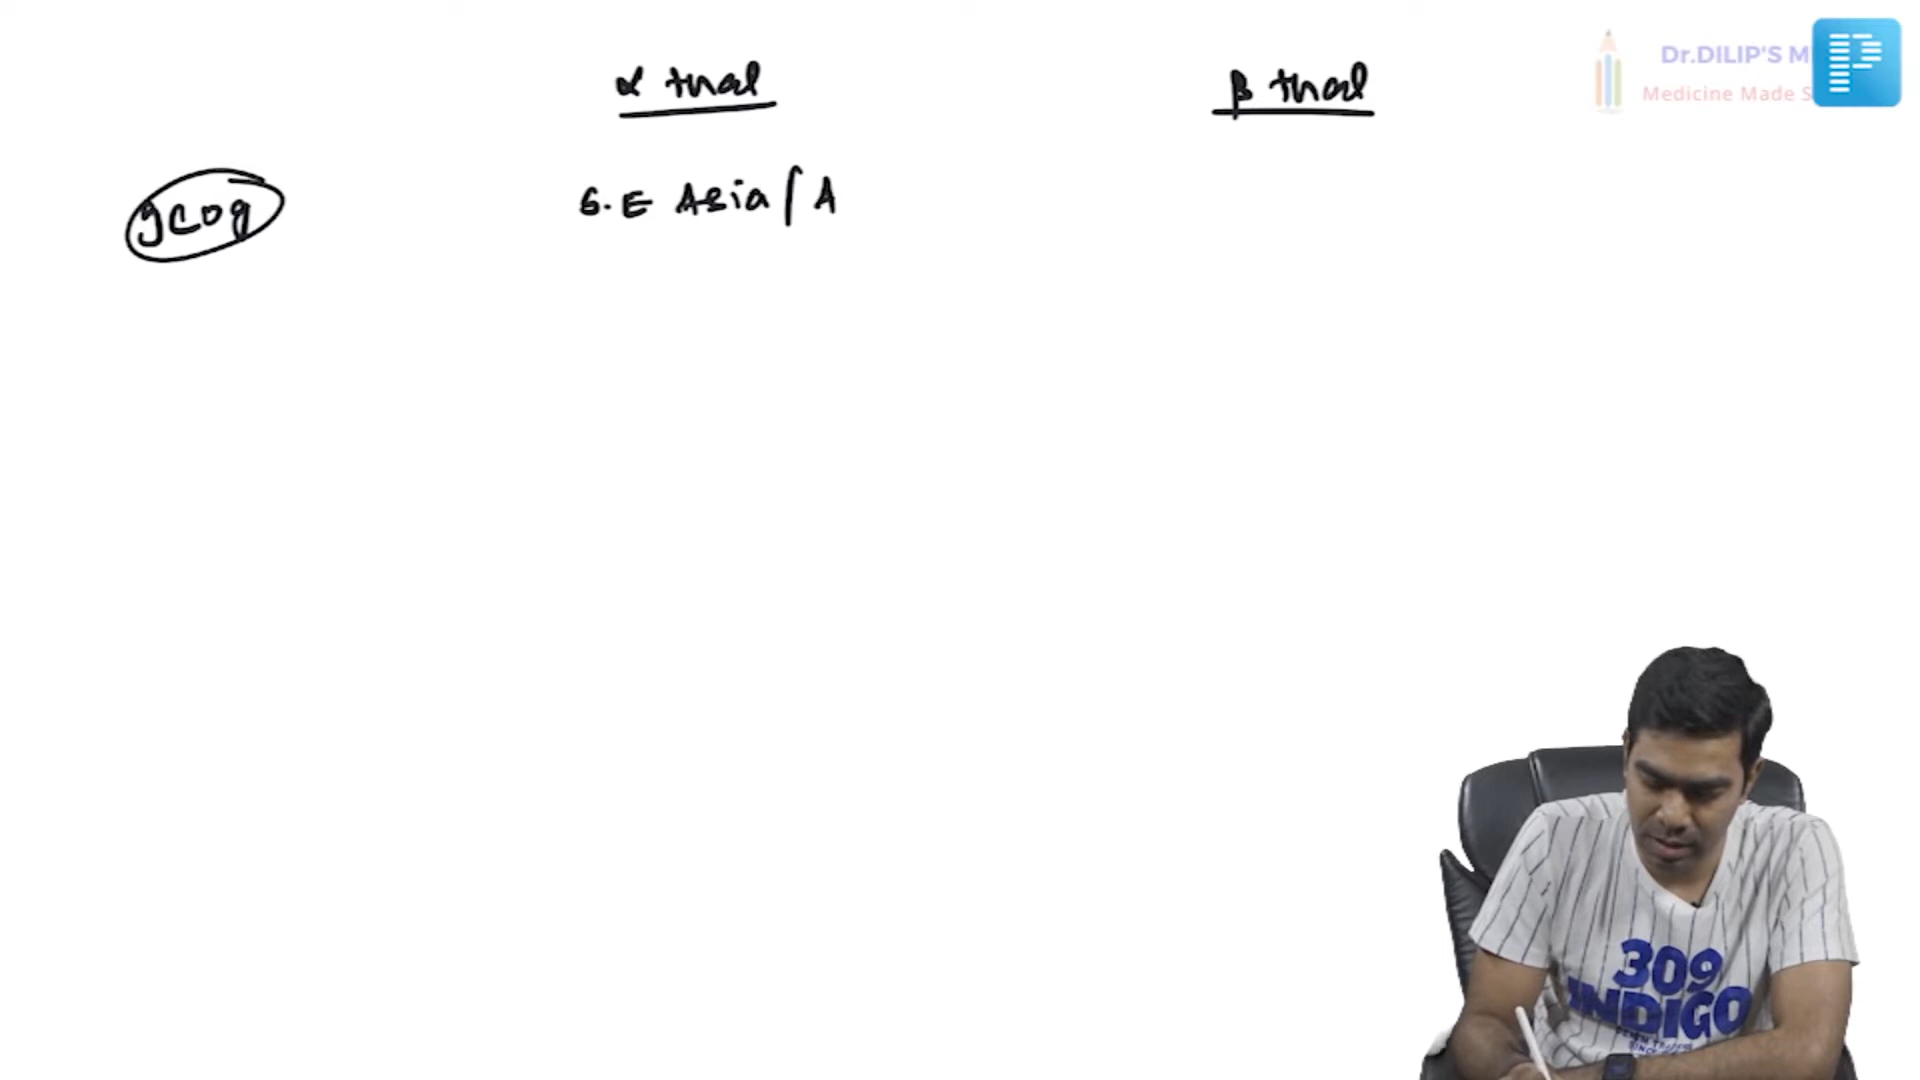 α thal
β thal
Dr.DILIP'S M
Medicine Made S
geog
S.E Asia / A
309
INDIGO